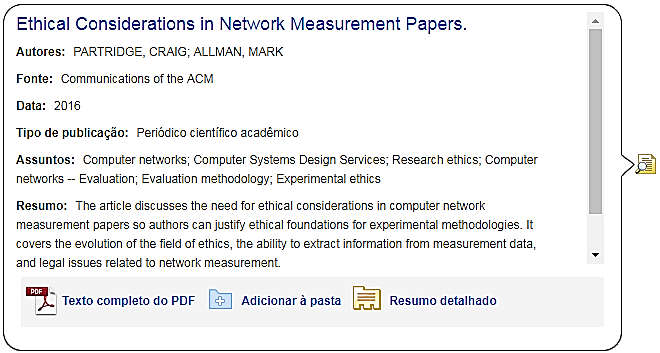 Ethical Considerations in Network Measurement Papers.
Autores: PARTRIDGE, CRAIG; ALLMAN, MARK
Fonte: Communications of the ACM
Data: 2016
Tipo de publicação: Periódico científico acadêmico
Assuntos: Computer networks; Computer Systems Design Services; Research ethics; Computer
networks -- Evaluation; Evaluation methodology; Experimental ethics
Resumo: The article discusses the need for ethical considerations in computer network
measurement papers so authors can justify ethical foundations for experimental methodologies. It
covers the evolution of the field of ethics, the ability to extract information from measurement data,
and legal issues related to network measurement.
PDF Texto completo do PDF Adicionar à pasta Resumo detalhado